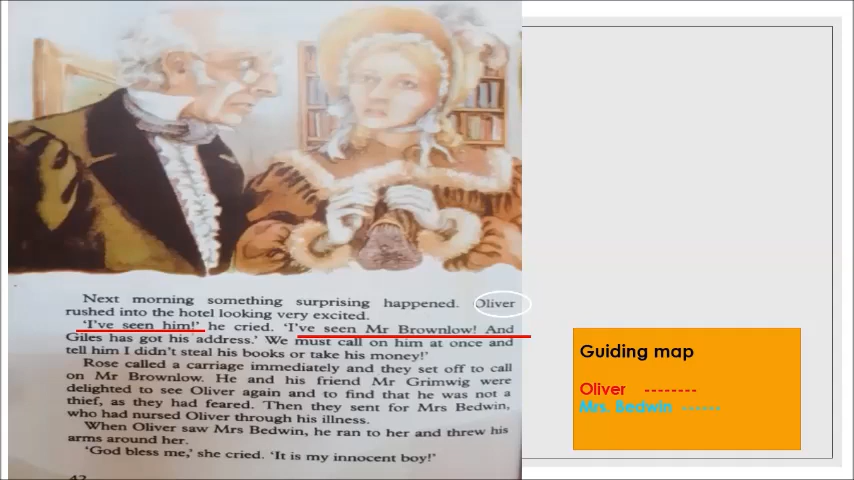 Next morning something surprising happened. Oliver
rushed into the hotel looking very excited.
'I've seen him!' he cried. 'I've seen Mr Brownlow! And
Giles has got his address.' We must call on him at once and
tell him I didn't steal his books or take his money!'
Rose called a carriage immediately and they set off to call
on Mr Brownlow. He and his friend Mr Grimwig were
delighted to see Oliver again and to find that he was not a
thief, as they had feared. Then they sent for Mrs Bedwin,
who had nursed Oliver through his illness.
When Oliver saw Mrs Bedwin, he ran to her and threw his
arms around her.
'God bless me,' she cried. 'It is my innocent boy!'
Guiding map
Oliver --------
Mrs. Bedwin ------